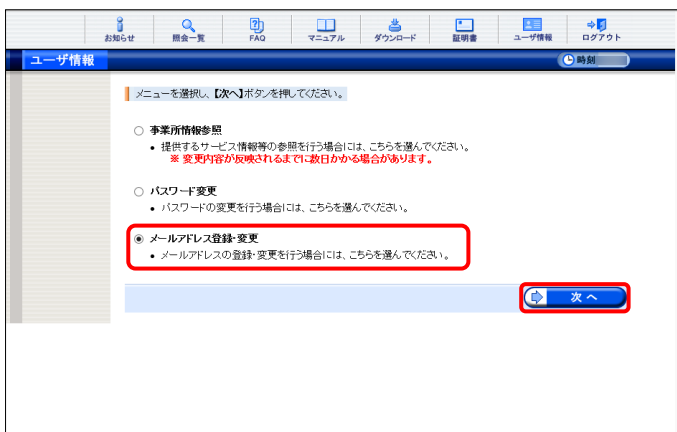 お知らせ 照会一覧 FAQ マニュアル ダウンロード 証明書 ユーザ情報 ログアウト
ユーザ情報 時刻
メニューを選択し、【次へ】ボタンを押してください。
事業所情報参照
• 提供するサービス情報等の参照を行う場合には、こちらを選んでください。
※ 変更内容が反映されるまでに数日かかる場合があります。
パスワード変更
• パスワードの変更を行う場合には、こちらを選んでください。
メールアドレス登録・変更
• メールアドレスの登録・変更を行う場合には、こちらを選んでください。
次へ